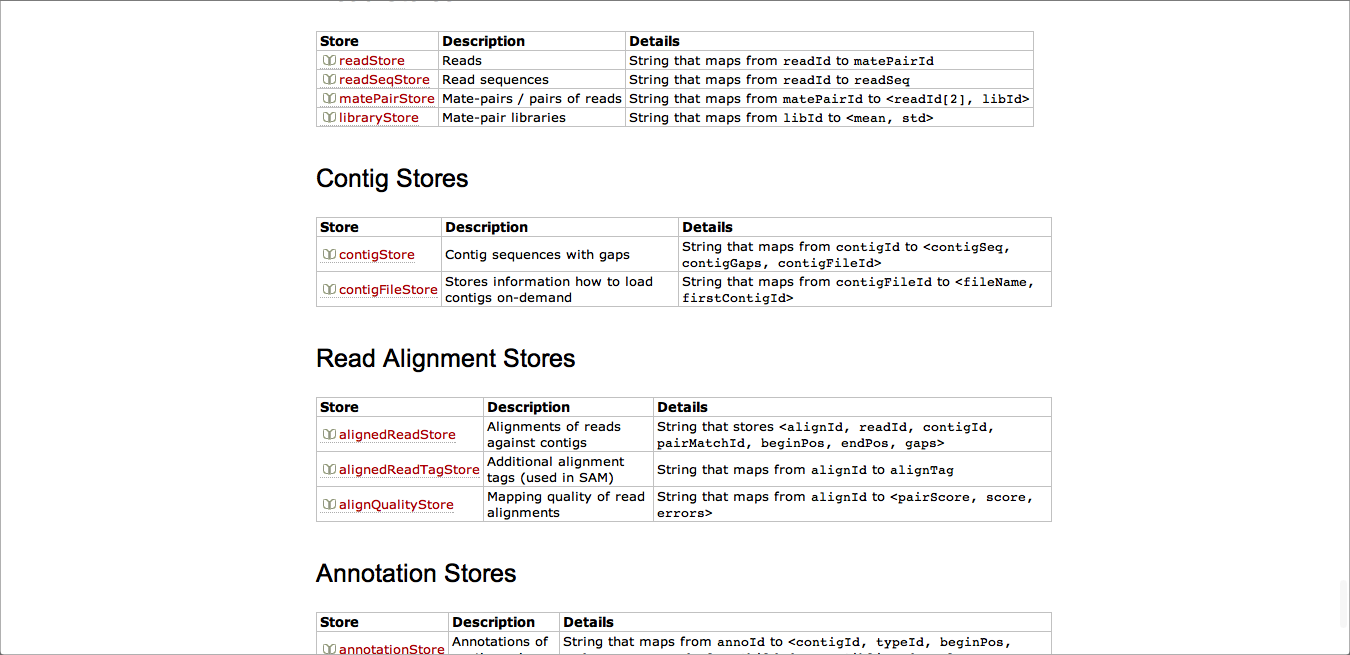 Store Description Details
readStore Reads String that maps from readId to matePairId
readSeqStore Read sequences String that maps from readId to readSeq
matePairStore Mate-pairs / pairs of reads String that maps from matePairId to <readId[2], libId>
libraryStore Mate-pair libraries String that maps from libId to <mean, std>
Contig Stores
Store Description Details
contigStore Contig sequences with gaps String that maps from contigId to <contigSeq,
contigGaps, contigFileId>
contigFileStore Stores information how to load String that maps from contigFileId to <fileName,
contigs on-demand firstContigId>
Read Alignment Stores
Store Description Details
alignedReadStore Alignments of reads String that stores <alignId, readId, contigId,
against contigs pairMatchId, beginPos, endPos, gaps>
alignedReadTagStore Additional alignment String that maps from alignId to alignTag
tags (used in SAM)
alignQualityStore Mapping quality of read String that maps from alignId to <pairScore, score,
alignments errors>
Annotation Stores
Store Description Details
annotationStore Annotations of String that maps from annoId to <contigId, typeId, beginPos,